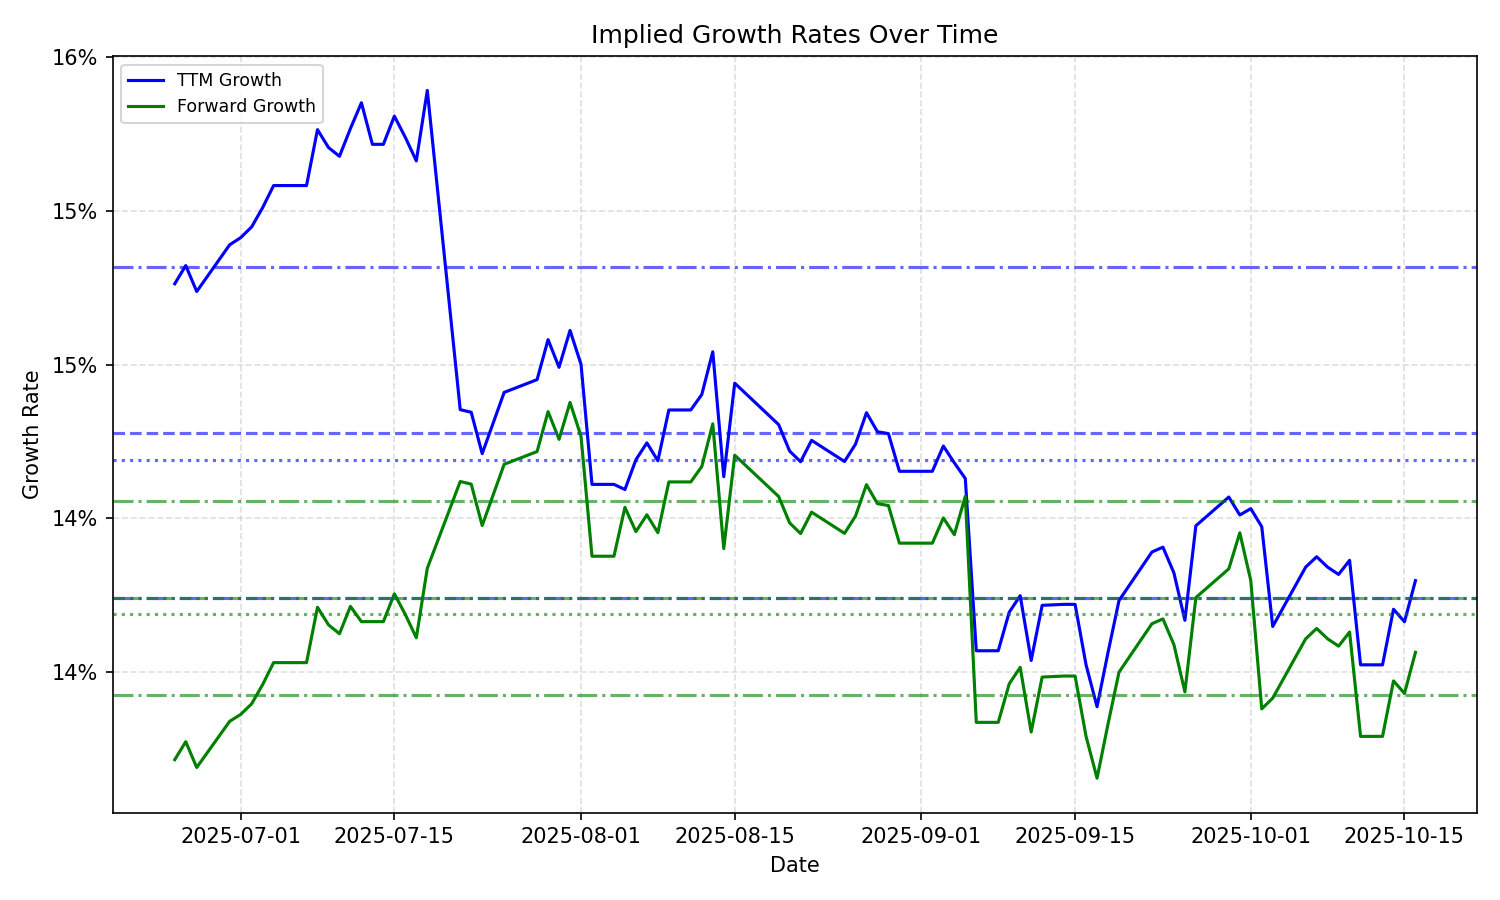 Implied Growth Rates Over Time
TTM Growth
Forward Growth
Growth Rate
16%
15%
15%
14%
14%
2025-07-01
2025-07-15
2025-08-01
2025-08-15
2025-09-01
2025-09-15
2025-10-01
2025-10-15
Date